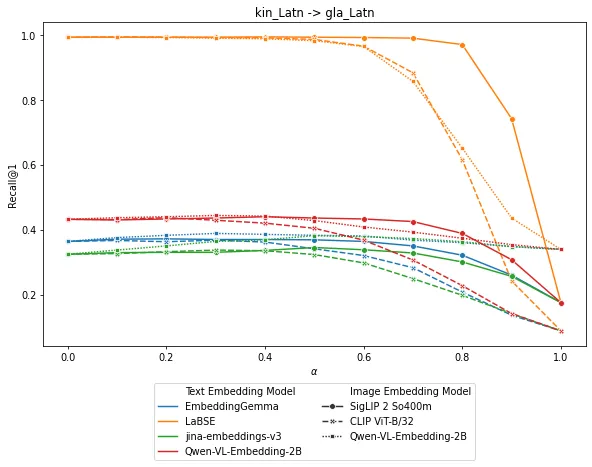 kin_Latn -> gla_Latn
Recall@1
1.0
0.8
0.6
0.4
0.2
0.0 0.2 0.4 0.6 0.8 1.0
α
Text Embedding Model
EmbeddingGemma
LaBSE
jina-embeddings-v3
Qwen-VL-Embedding-2B
Image Embedding Model
SigLIP 2 So400m
CLIP ViT-B/32
Qwen-VL-Embedding-2B